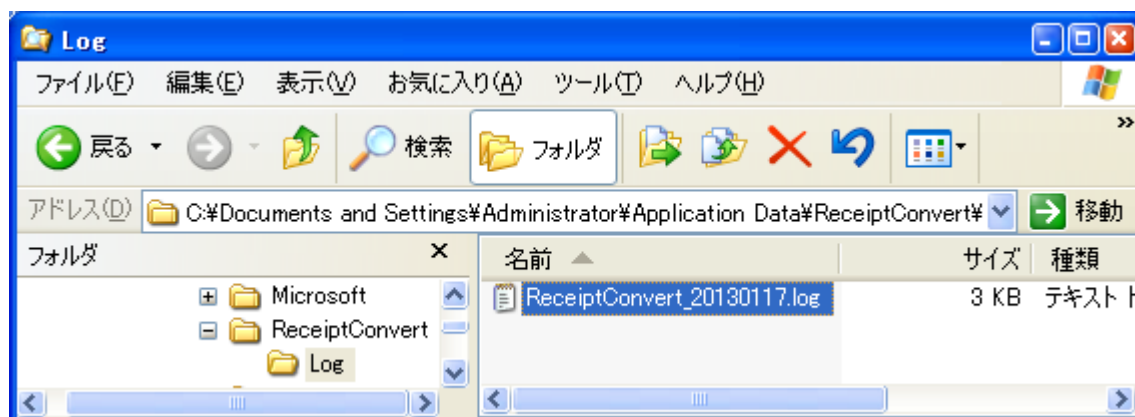 Log
ファイル(F) 編集(E) 表示(V) お気に入り(A) ツール(T) ヘルプ(H)
戻る 検索 フォルダ »
アドレス(D) C:¥Documents and Settings¥Administrator¥Application Data¥ReceiptConvert¥ 移動
フォルダ × 名前 サイズ 種類
Microsoft ReceiptConvert_20130117.log 3 KB テキスト ド
ReceiptConvert
Log